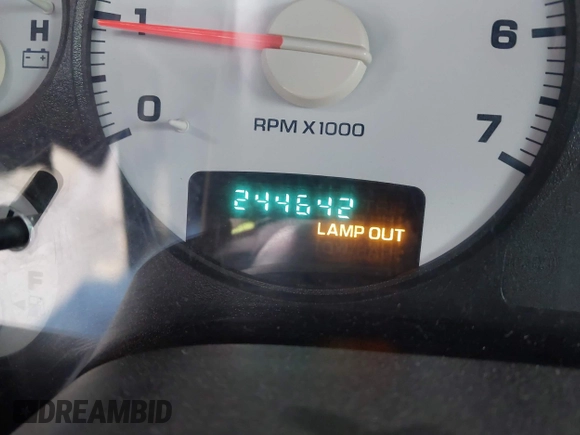 H
1
6
0
7
RPM X1000
244642
LAMP OUT
F
DREAMBID